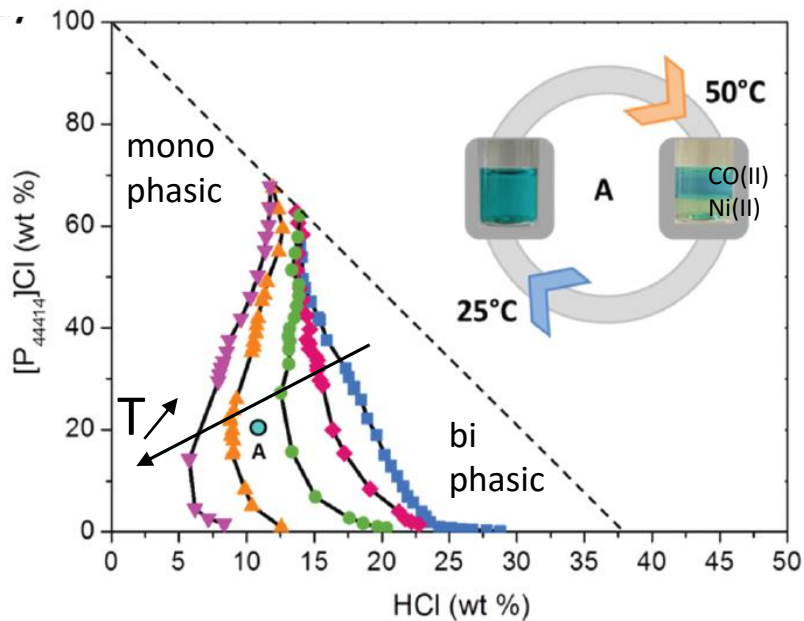 100
80
60
40
20
0
[P₄₄₄₁₄]Cl (wt %)
mono
phasic
T
A
bi
phasic
50°C
A
CO(II)
Ni(II)
25°C
0 5 10 15 20 25 30 35 40 45 50
HCl (wt %)